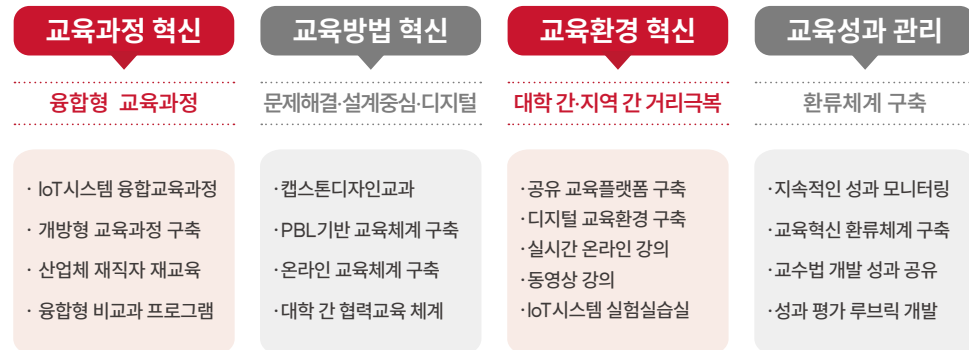 교육과정 혁신
융합형 교육과정
· IoT시스템 융합교육과정
· 개방형 교육과정 구축
· 산업체 재직자 재교육
· 융합형 비교과 프로그램
교육방법 혁신
문제해결·설계중심·디지털
·캡스톤디자인교과
·PBL기반 교육체계 구축
·온라인 교육체계 구축
·대학 간 협력교육 체계
교육환경 혁신
대학 간·지역 간 거리극복
·공유 교육플랫폼 구축
·디지털 교육환경 구축
·실시간 온라인 강의
·동영상 강의
·IoT시스템 실험실습실
교육성과 관리
환류체계 구축
·지속적인 성과 모니터링
·교육혁신 환류체계 구축
·교수법 개발 성과 공유
·성과 평가 루브릭 개발